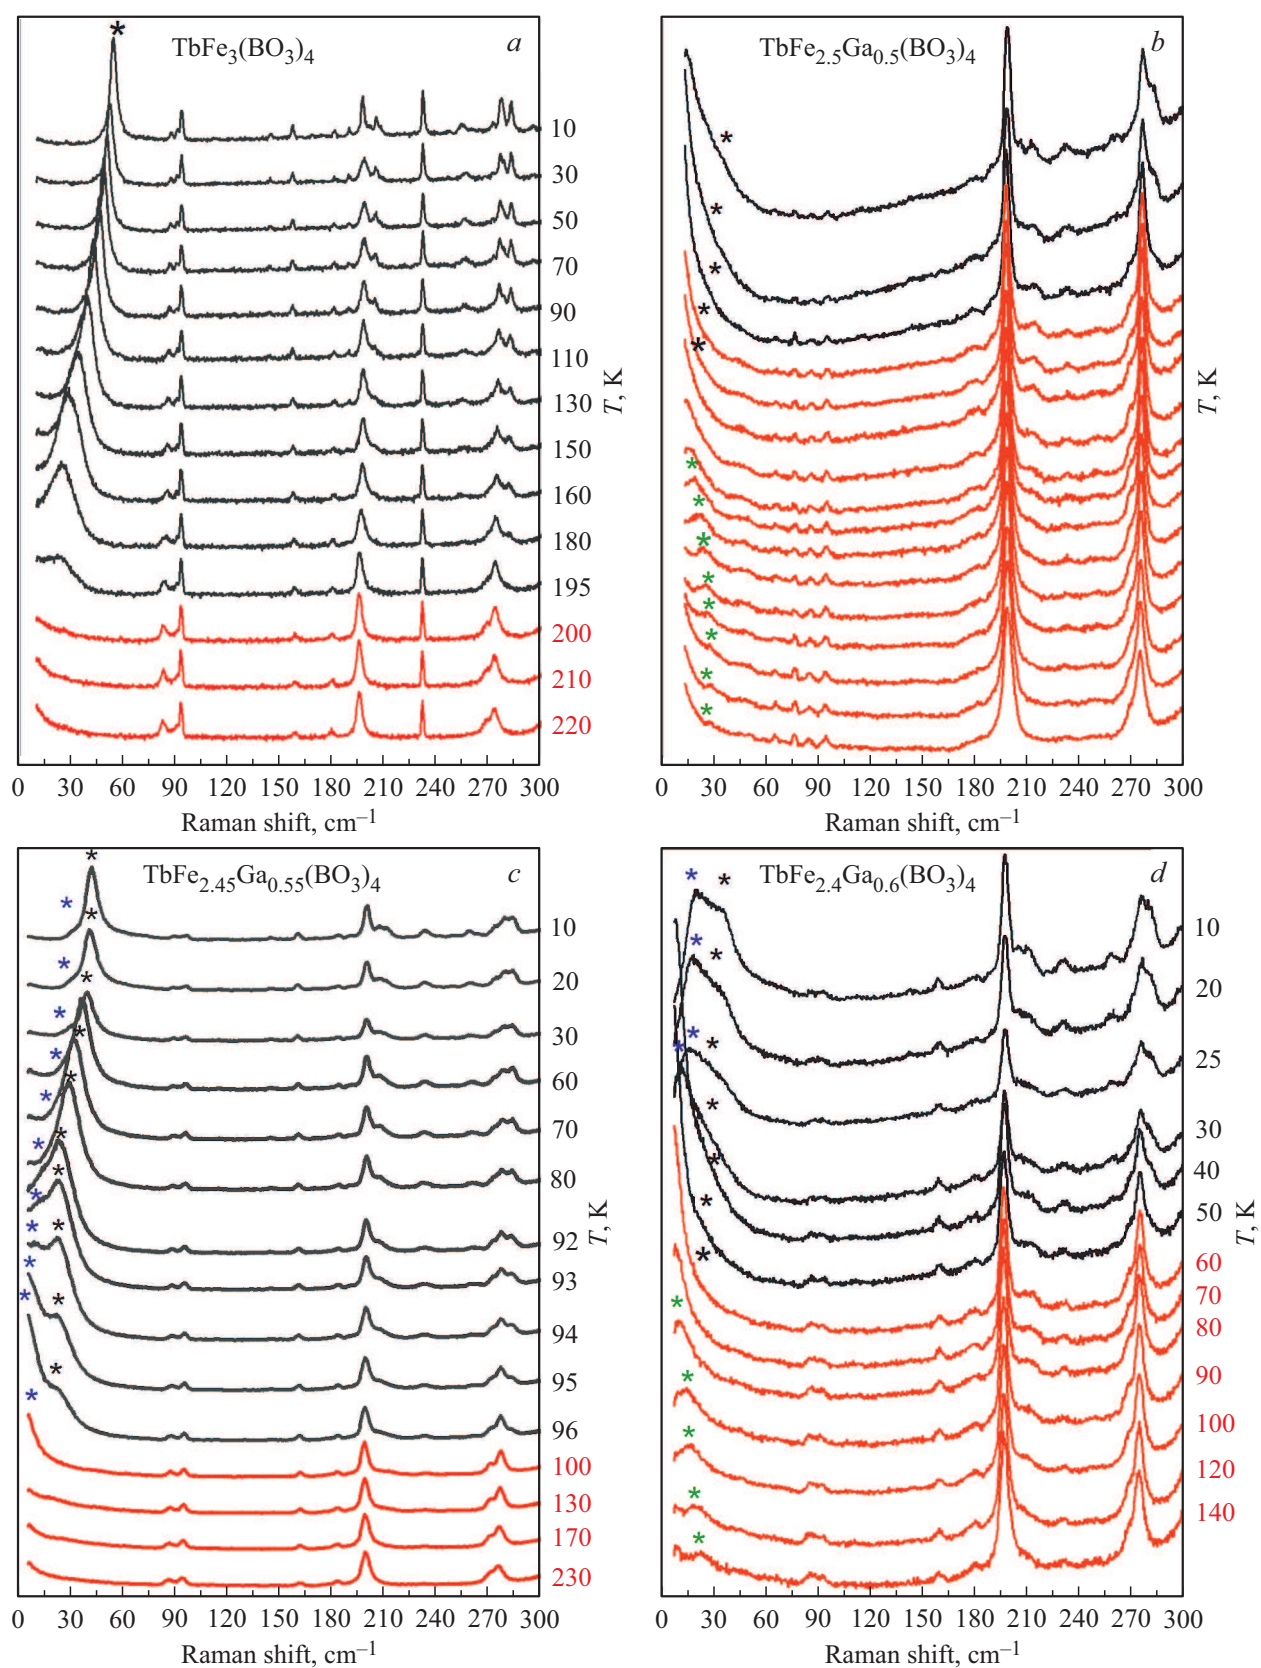 *
TbFe3(BO3)4
a
10
30
50
70
90
110
130
150
160
180
195
200
210
220
T, K
0 30 60 90 120 150 180 210 240 270 300
Raman shift, cm–1
TbFe2.5Ga0.5(BO3)4
b
T, K
0 30 60 90 120 150 180 210 240 270 300
Raman shift, cm–1
TbFe2.45Ga0.55(BO3)4
c
10
20
30
60
70
80
92
93
94
95
96
100
130
170
230
T, K
0 30 60 90 120 150 180 210 240 270 300
Raman shift, cm–1
TbFe2.4Ga0.6(BO3)4
d
10
20
25
30
40
50
60
70
80
90
100
120
140
T, K
0 30 60 90 120 150 180 210 240 270 300
Raman shift, cm–1